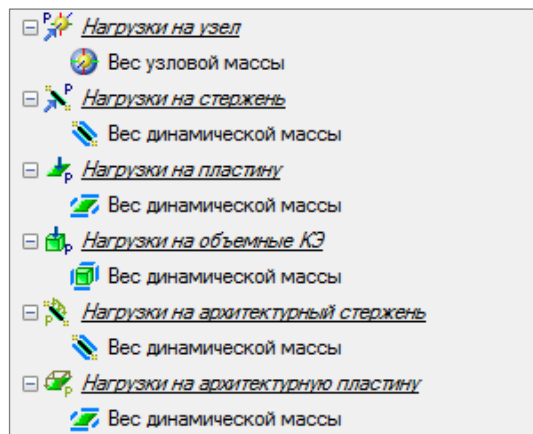 Нагрузки на узел
Вес узловой массы
Нагрузки на стержень
Вес динамической массы
Нагрузки на пластину
Вес динамической массы
Нагрузки на объемные КЭ
Вес динамической массы
Нагрузки на архитектурный стержень
Вес динамической массы
Нагрузки на архитектурную пластину
Вес динамической массы